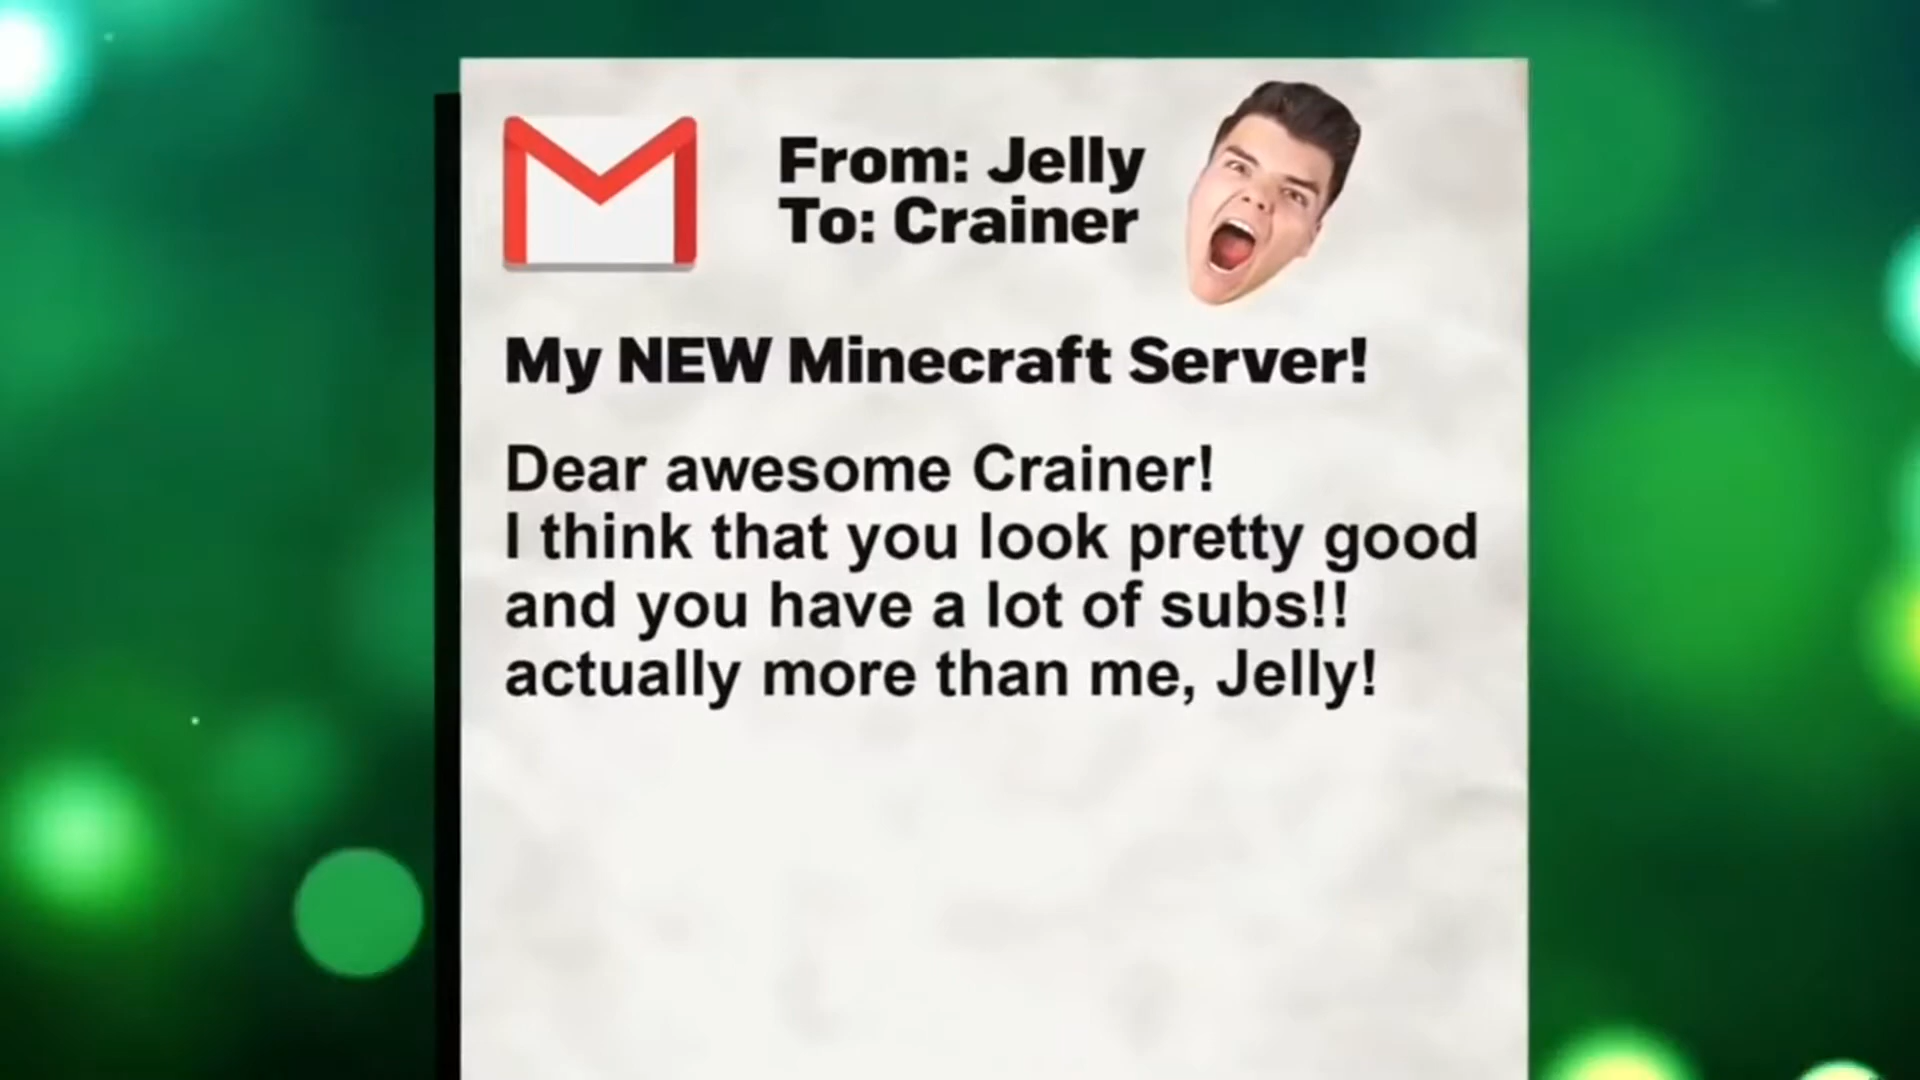 From: Jelly
To: Crainer
My NEW Minecraft Server!
Dear awesome Crainer!
I think that you look pretty good
and you have a lot of subs!!
actually more than me, Jelly!